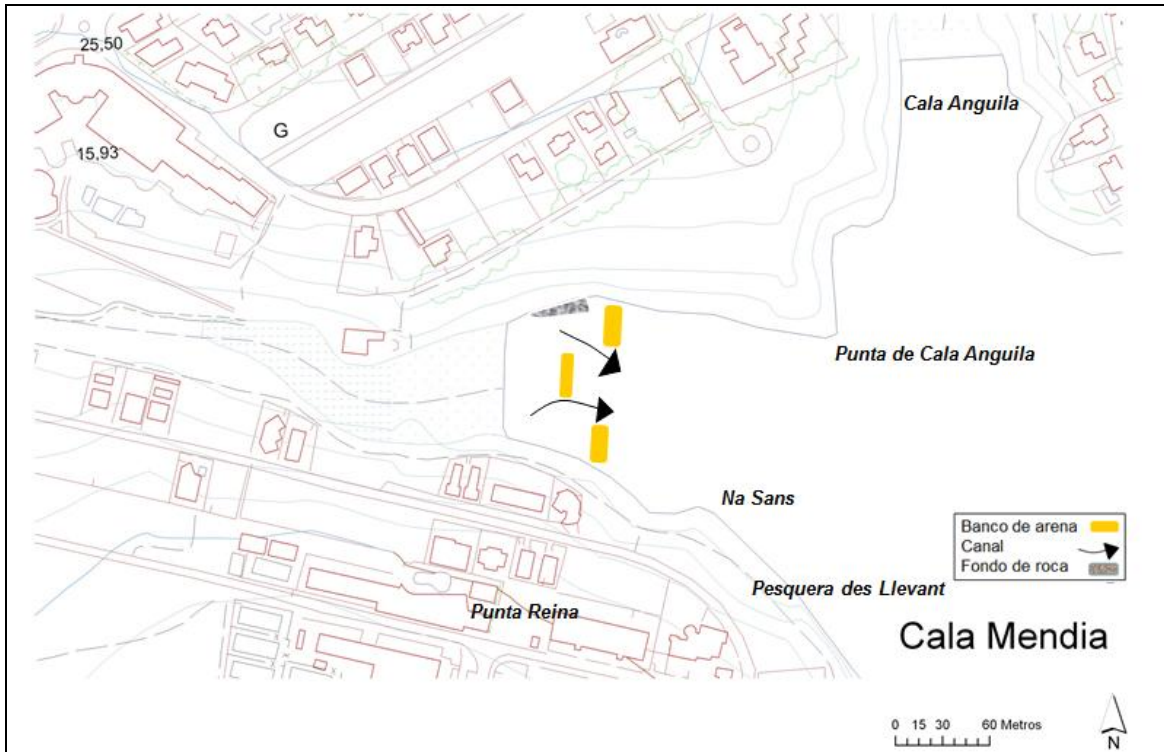 25,50
Cala Anguila
G
15,93
Punta de Cala Anguila
Na Sans
Banco de arena
Canal
Fondo de roca
Pesquera des Llevant
Punta Reina
Cala Mendia
0 15 30 60 Metros
N